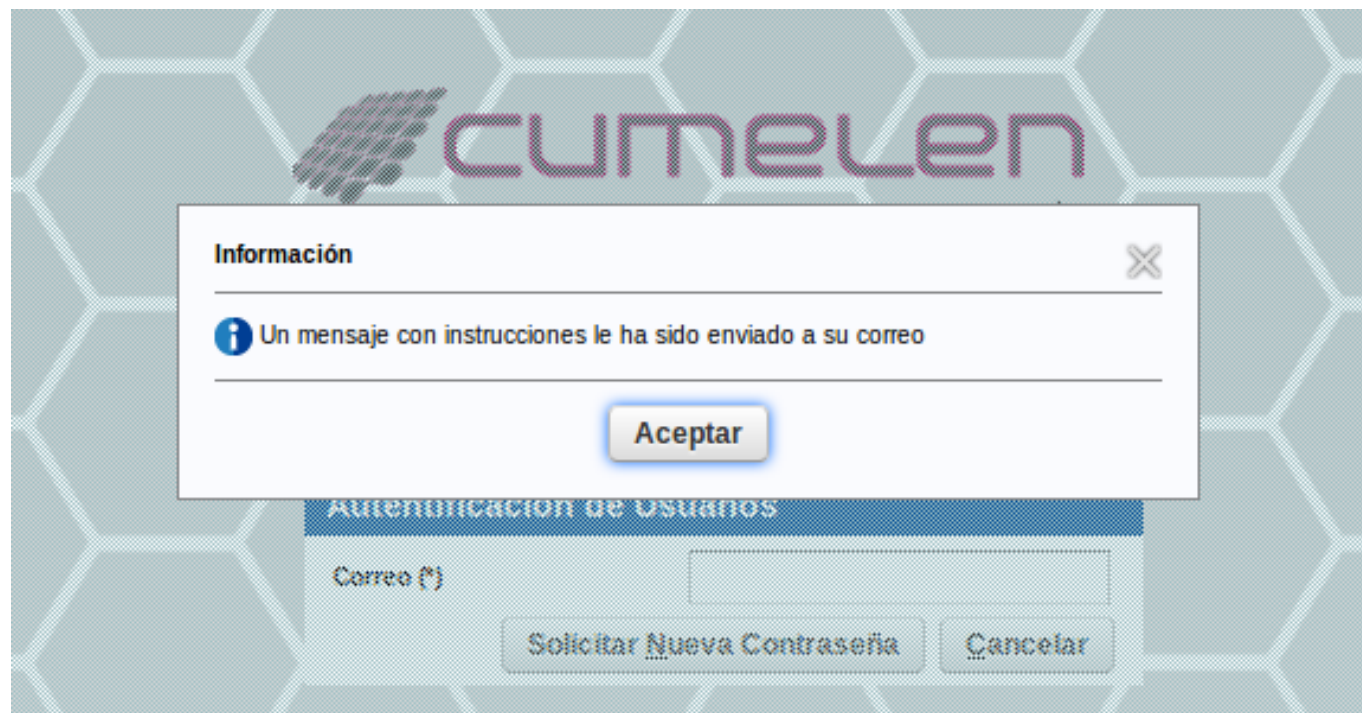 cumelen
Información
Un mensaje con instrucciones le ha sido enviado a su correo
Aceptar
Autentificación de Usuarios
Correo (*)
Solicitar Nueva Contraseña Cancelar